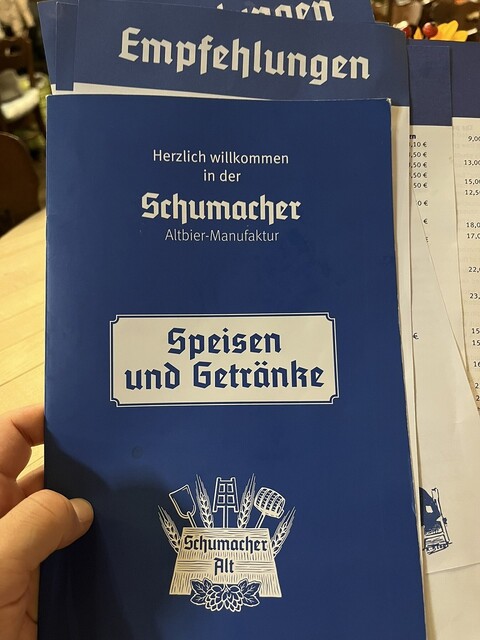 Empfehlungen
Herzlich willkommen
in der
Schumacher
Altbier-Manufaktur
Speisen
und Getränke
Schumacher
Alt